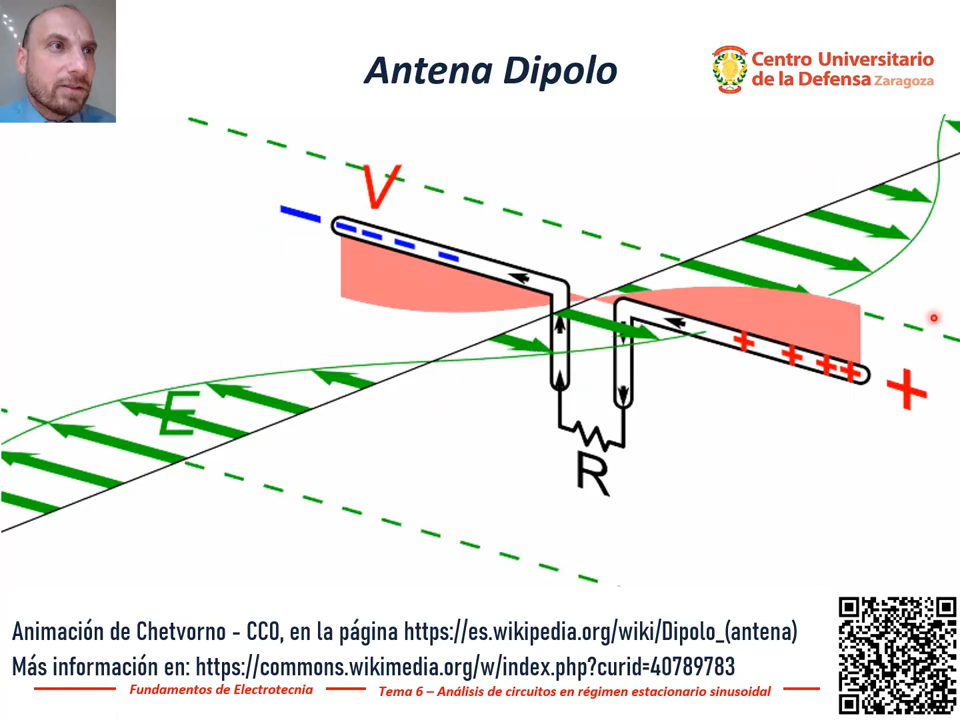 Antena Dipolo
Centro Universitario
de la Defensa Zaragoza
V
E
R
Animación de Chetvorno - CC0, en la página https://es.wikipedia.org/wiki/Dipolo_(antena)
Más información en: https://commons.wikimedia.org/w/index.php?curid=40789783
Fundamentos de Electrotecnia
Tema 6 – Análisis de circuitos en régimen estacionario sinusoidal